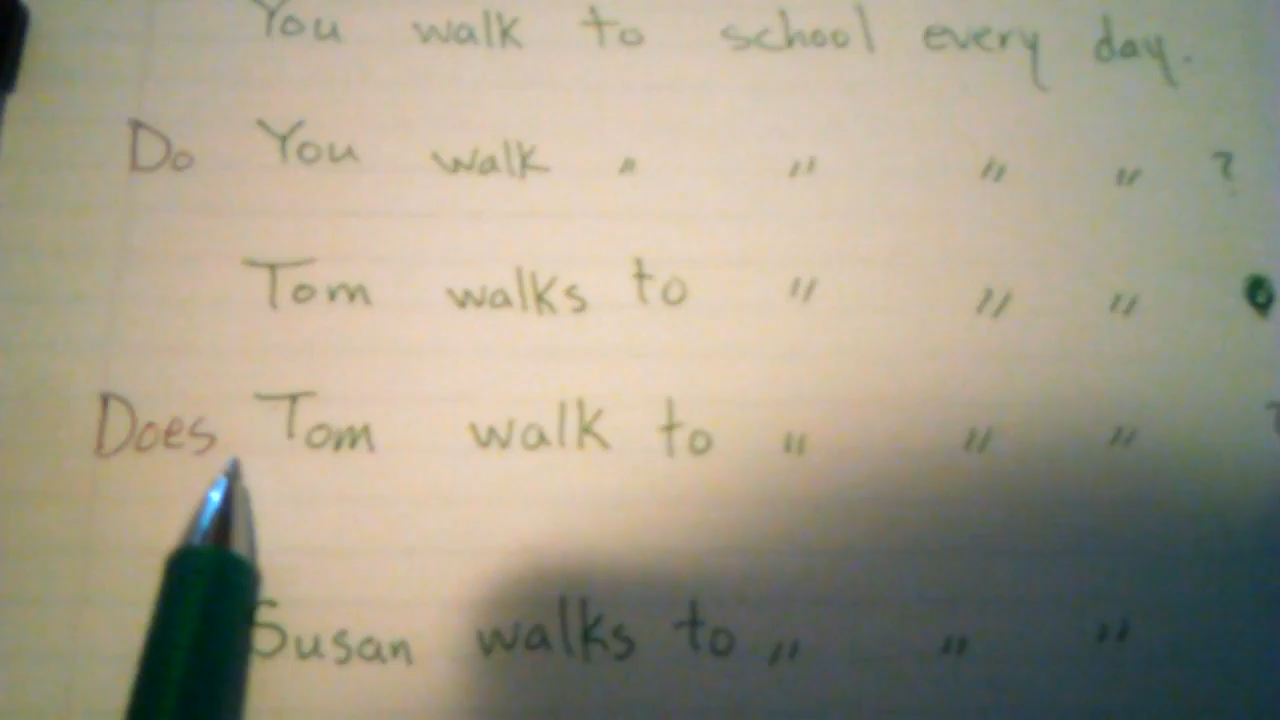 You walk to school every day.
Do You walk " " " " ?
Tom walks to " " " .
Does Tom walk to " " " ?
Susan walks to " " "